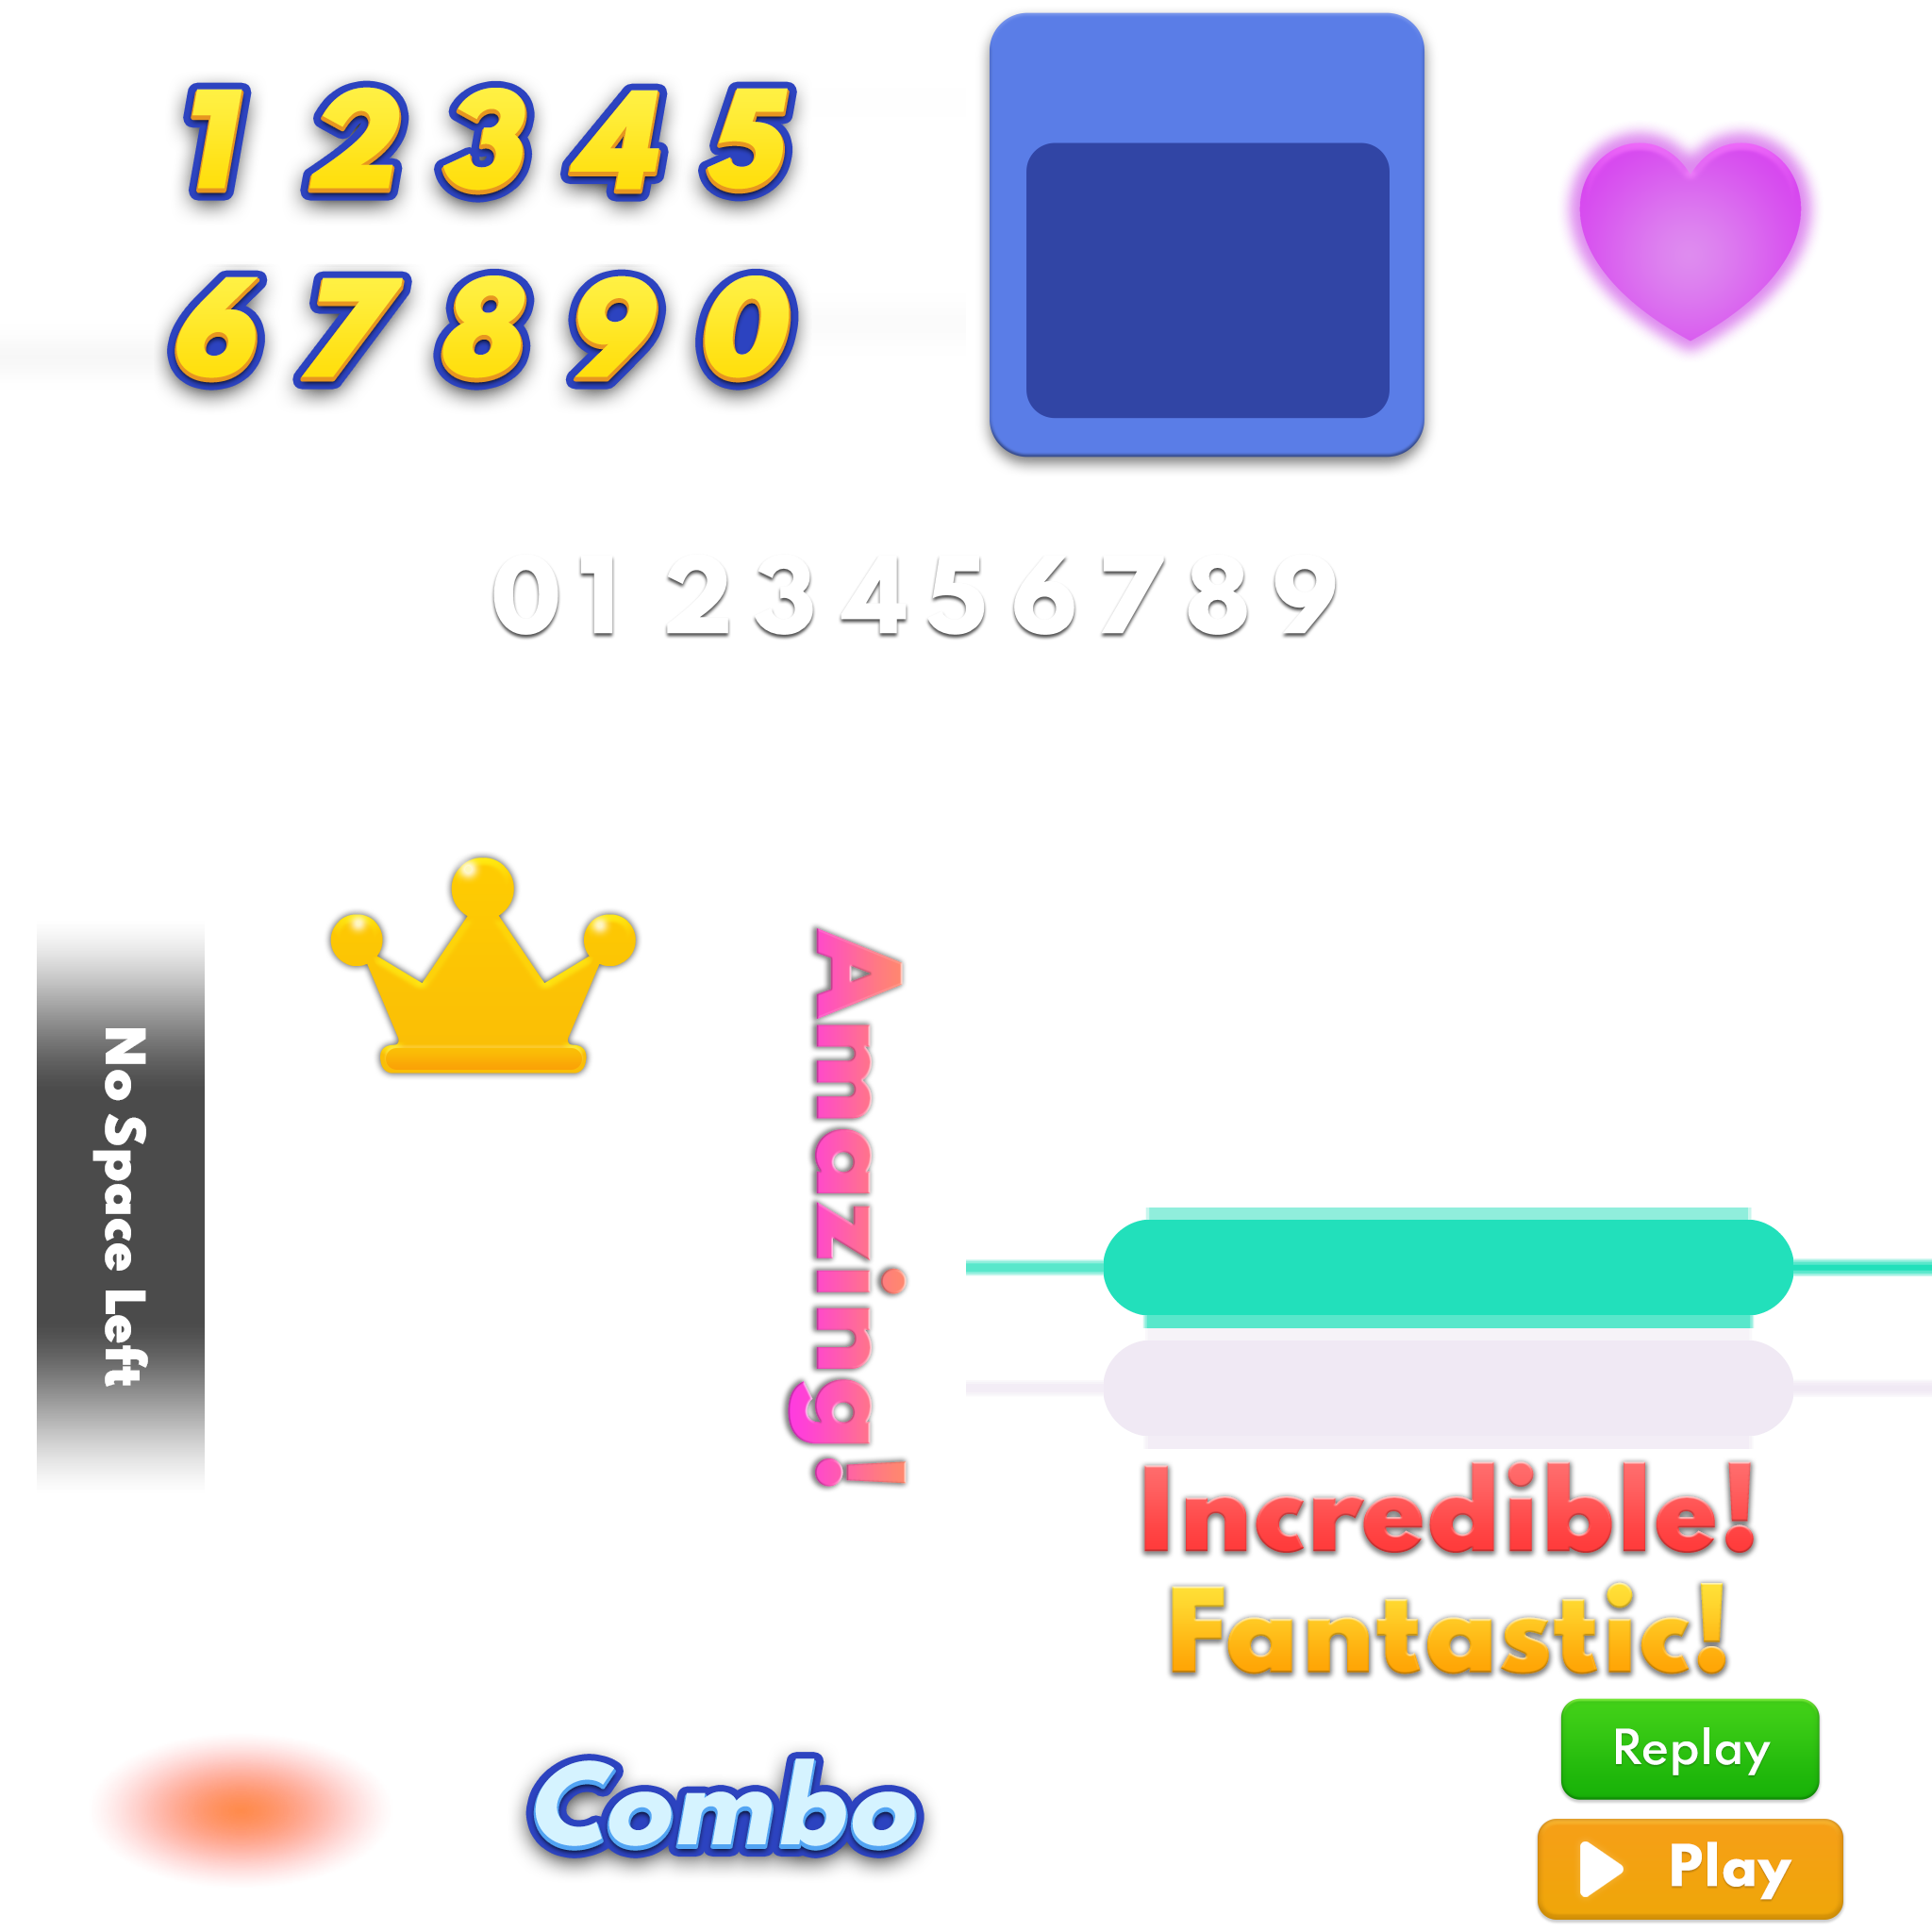 1 2 3 4 5
6 7 8 9 0
0 1 2 3 4 5 6 7 8 9
No Space Left
Amazing!
Incredible!
Fantastic!
Replay
Combo
Play